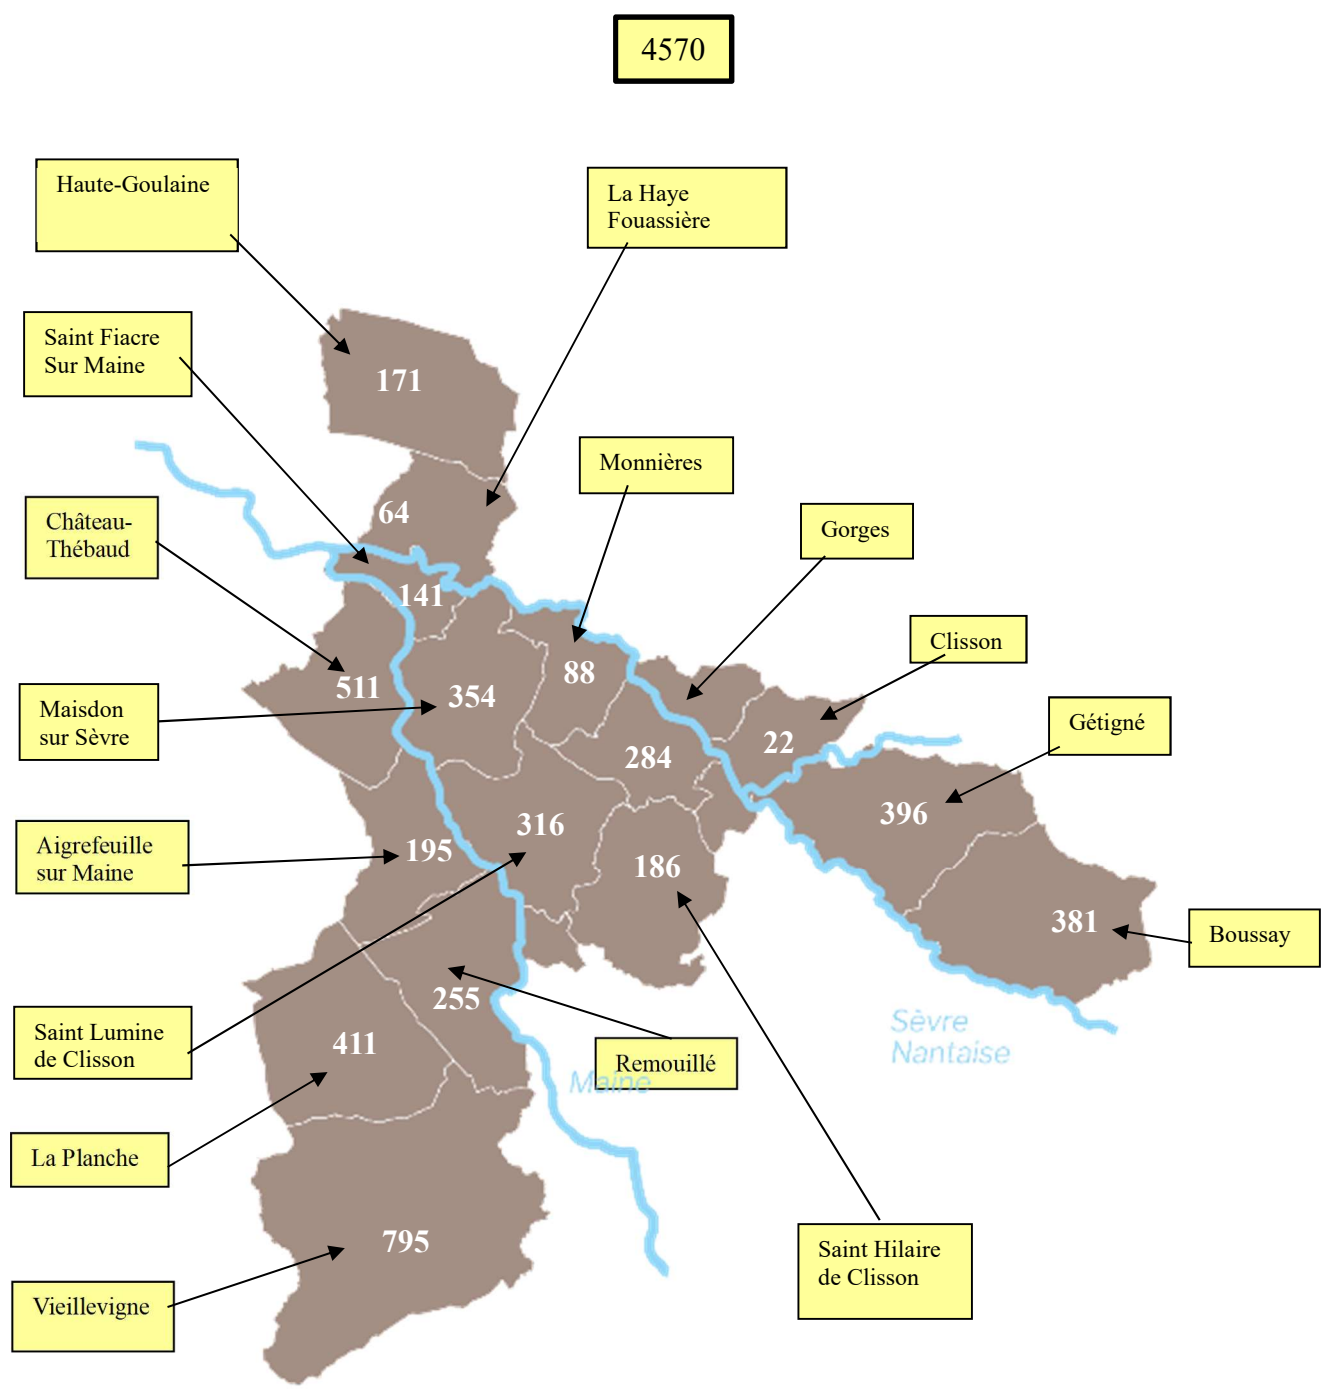 4570
Haute-Goulaine
La Haye
Fouassière
Saint Fiacre
Sur Maine
171
Monnières
64
Château-
Thébaud
Gorges
141
Clisson
511
354
88
Maisdon
sur Sèvre
Gétigné
22
284
396
316
Aigrefeuille
sur Maine
195
186
381
Boussay
255
Sèvre
Nantaise
Saint Lumine
de Clisson
411
Remouillé
Maine
La Planche
795
Saint Hilaire
de Clisson
Vieillevigne